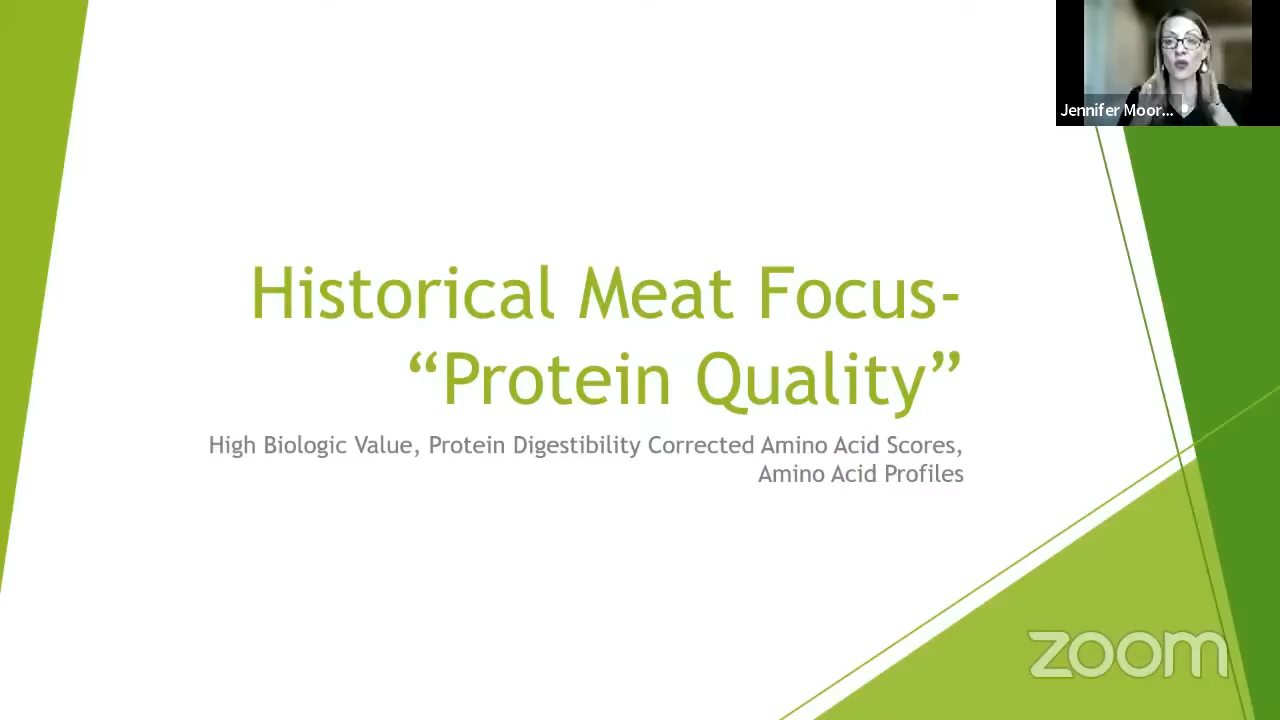 Jennifer Moor...
Historical Meat Focus-
“Protein Quality”
High Biologic Value, Protein Digestibility Corrected Amino Acid Scores,
Amino Acid Profiles
zoom